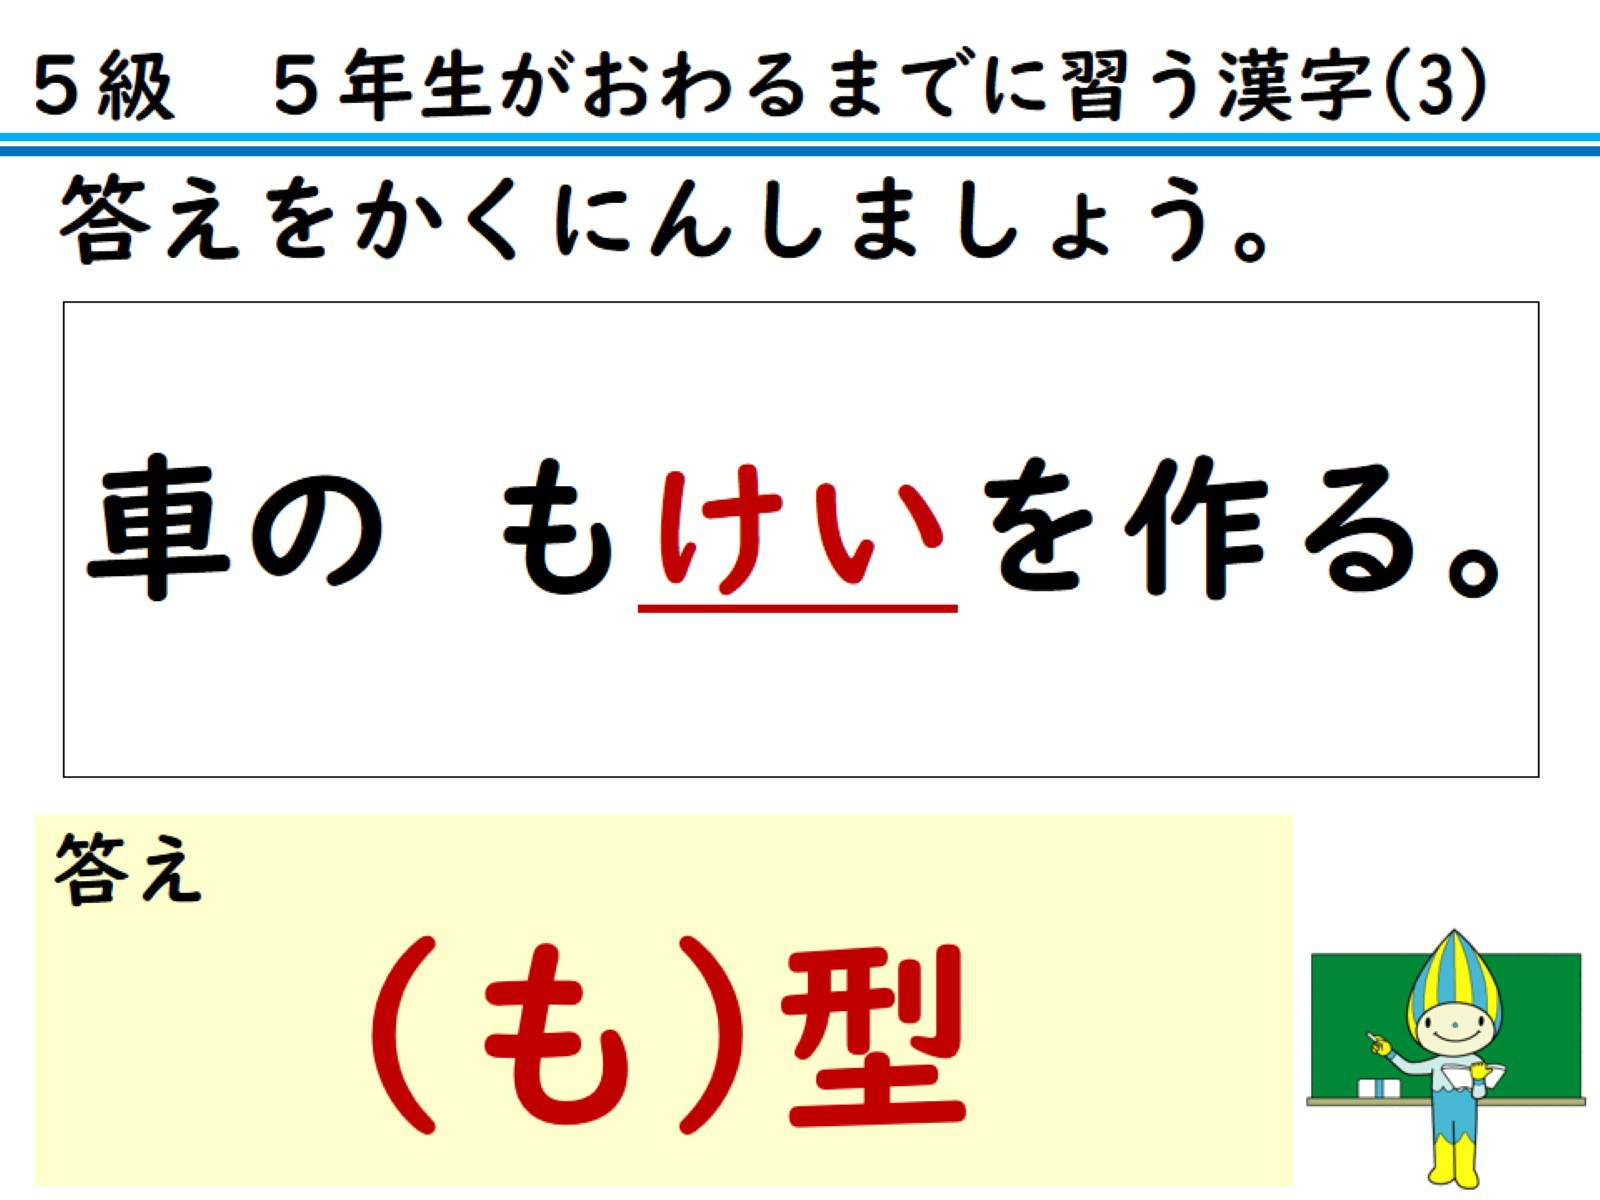 ５級　５年生がおわるまでに習う漢字(3)
答えをかくにんしましょう。
車の　もけいを作る。
答え
(も)型